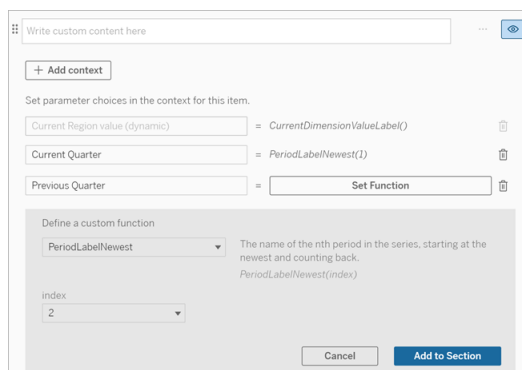 Write custom content here
+ Add context
Set parameter choices in the context for this item.
Current Region value (dynamic) = CurrentDimensionValueLabel()
Current Quarter = PeriodLabelNewest(1)
Previous Quarter = Set Function
Define a custom function
PeriodLabelNewest
The name of the nth period in the series, starting at the
newest and counting back.
PeriodLabelNewest(index)
index
2
Cancel Add to Section